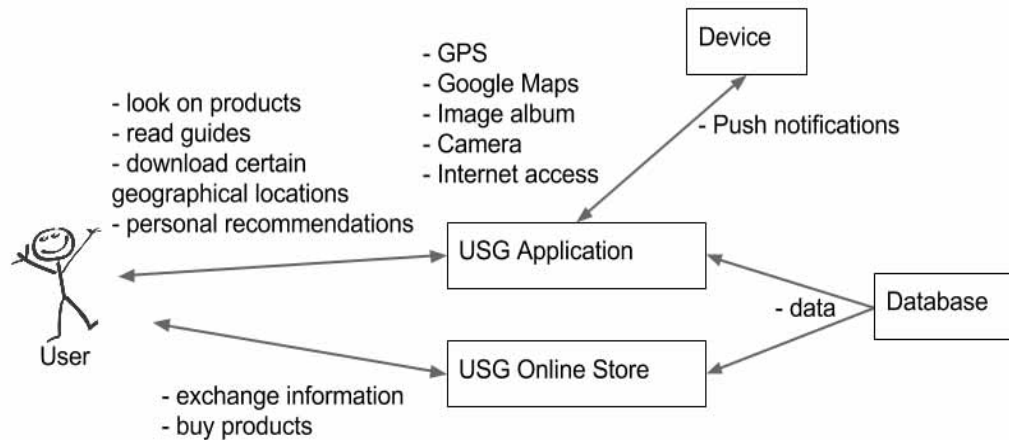 Device
- GPS
- Google Maps
- Image album
- Camera
- Internet access
- Push notifications
- look on products
- read guides
- download certain
geographical locations
- personal recommendations
USG Application
Database
- data
User
USG Online Store
- exchange information
- buy products